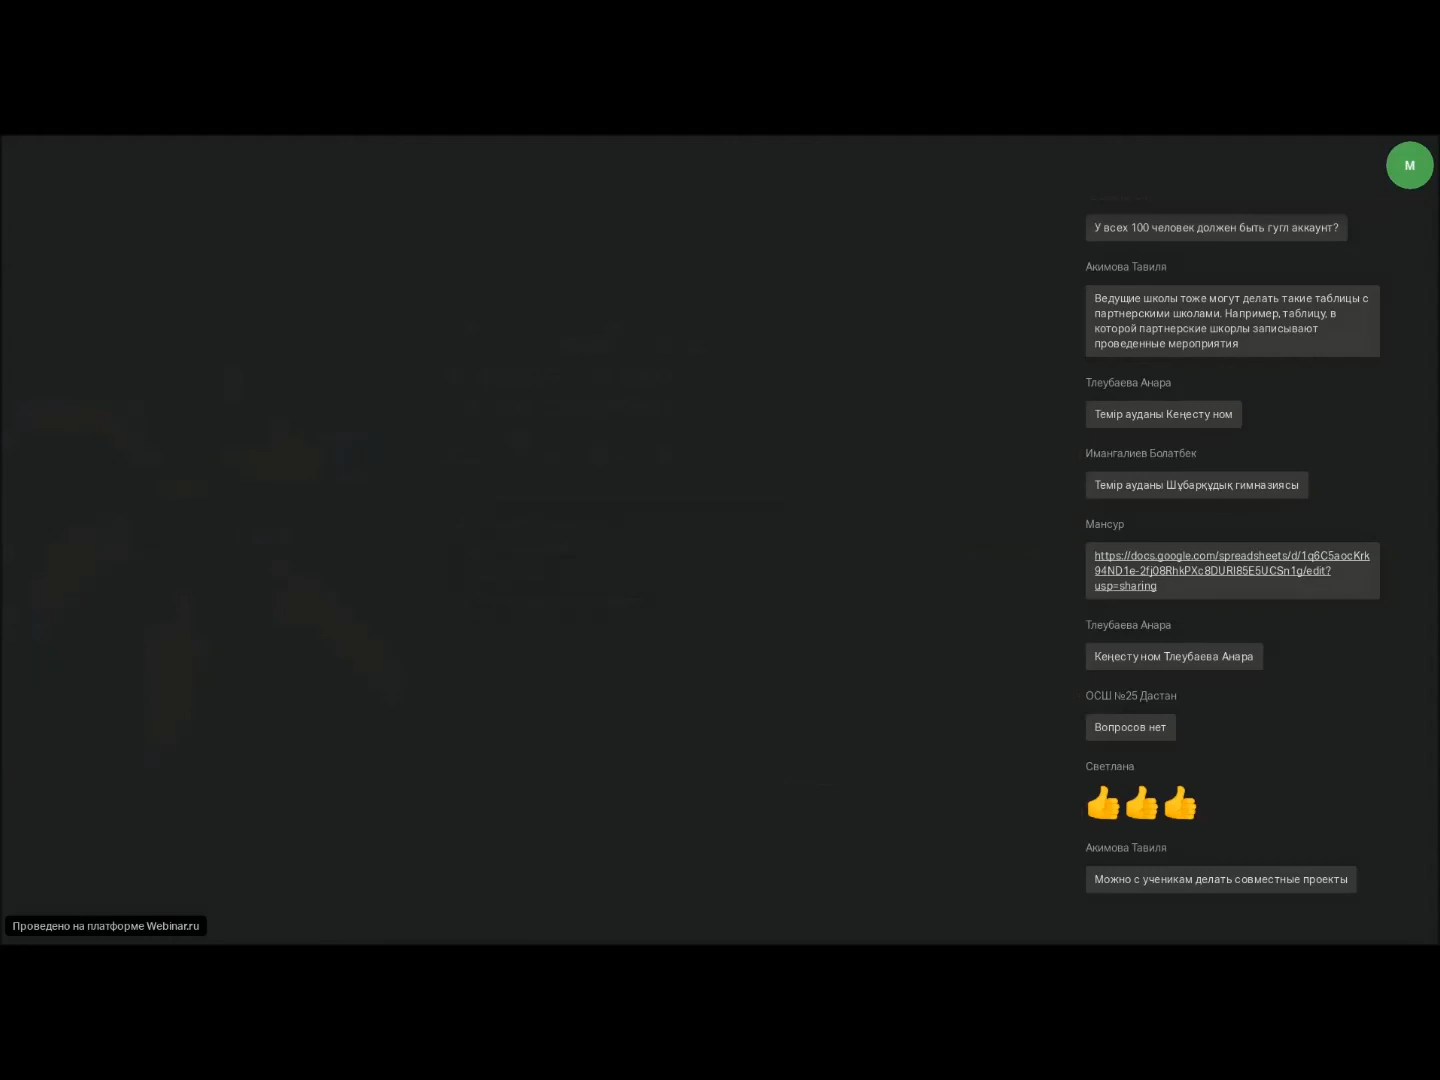 М
У всех 100 человек должен быть гугл аккаунт?
Акимова Тавиля
Ведущие школы тоже могут делать такие таблицы с
партнерскими школами. Например, таблицу, в
которой партнерские шкорлы записывают
проведенные мероприятия
Тлеубаева Анара
Темір ауданы Кеңесту ном
Имангалиев Болатбек
Темір ауданы Шұбарқұдық гимназиясы
Мансур
https://docs.google.com/spreadsheets/d/1q6C5aocKrk
94ND1e-2fj08RhkPXc8DURl85E5UCSn1g/edit?
usp=sharing
Тлеубаева Анара
Кеңесту ном Тлеубаева Анара
ОСШ №25 Дастан
Вопросов нет
Светлана
👍👍👍
Акимова Тавиля
Можно с ученикам делать совместные проекты
Проведено на платформе Webinar.ru